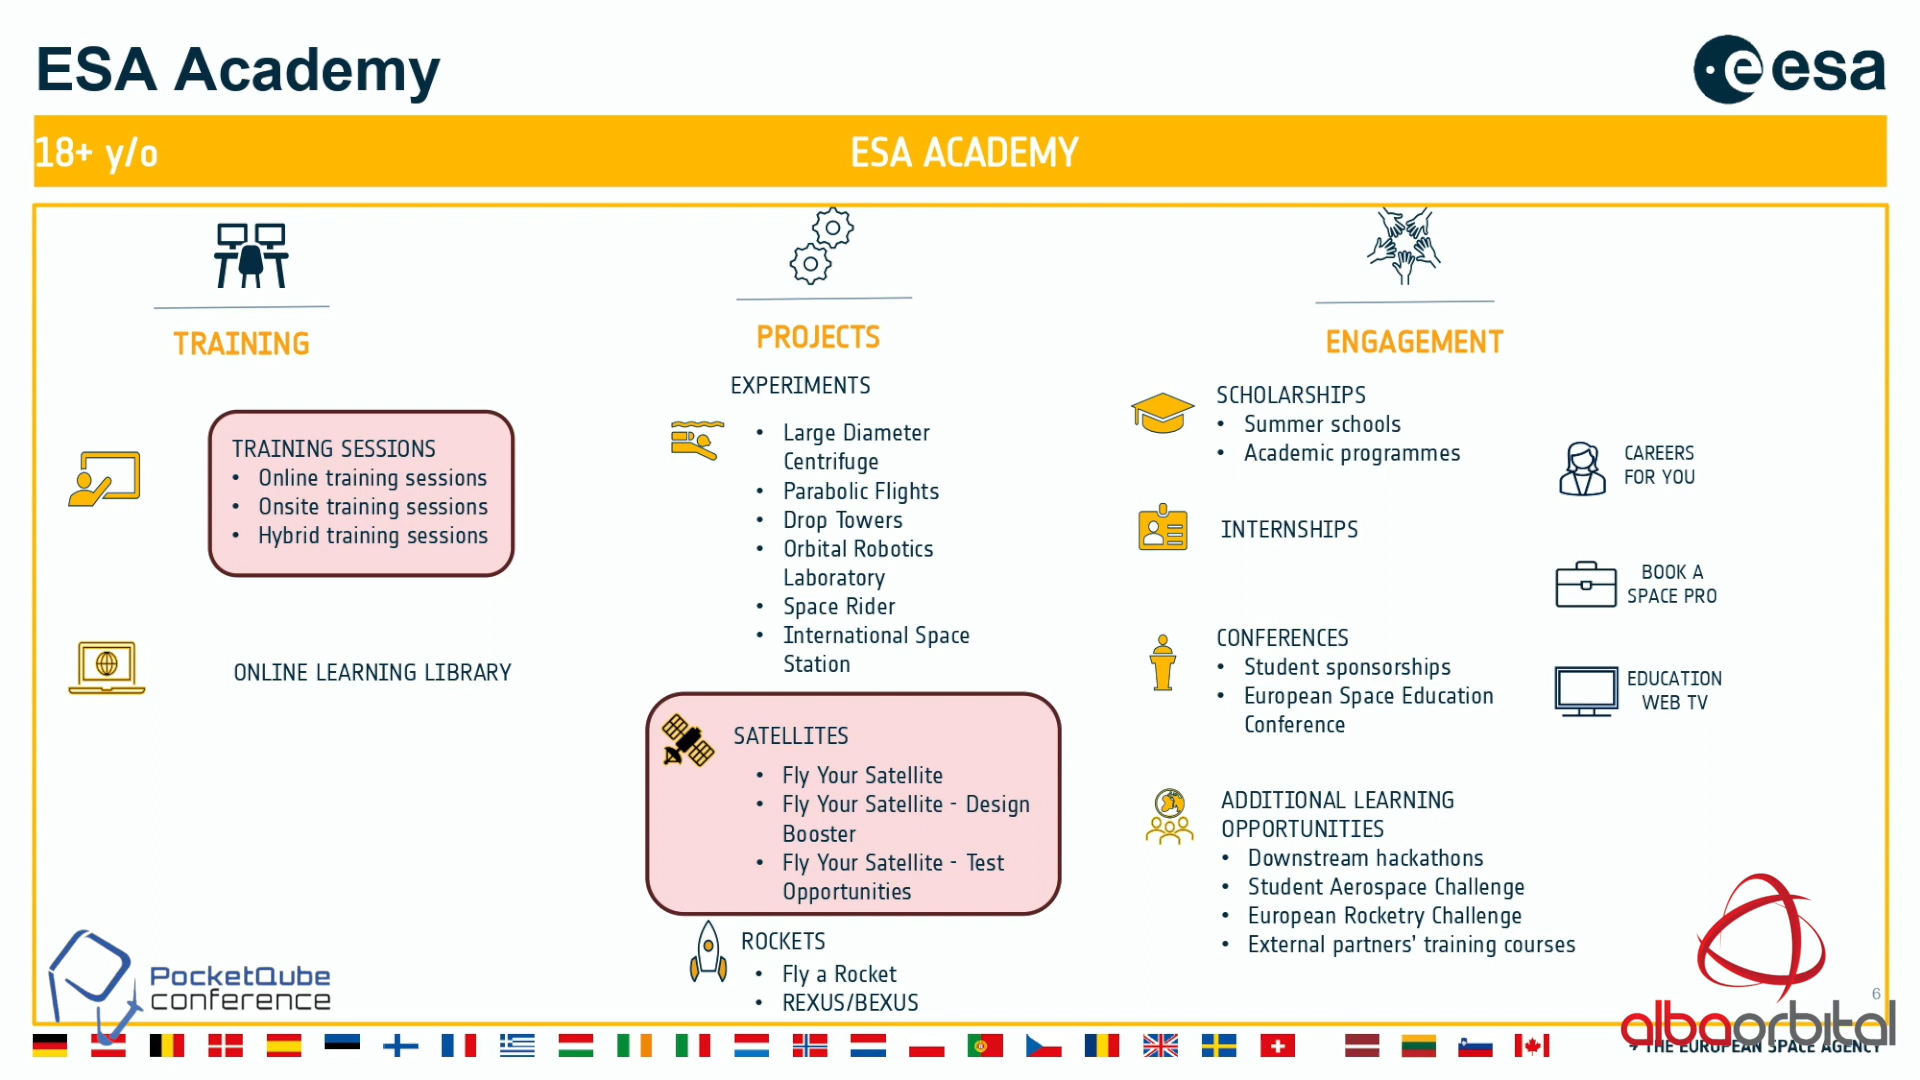 ESA Academy
esa
18+ y/o
ESA ACADEMY
TRAINING
TRAINING SESSIONS
• Online training sessions
• Onsite training sessions
• Hybrid training sessions
ONLINE LEARNING LIBRARY
PROJECTS
EXPERIMENTS
• Large Diameter
Centrifuge
• Parabolic Flights
• Drop Towers
• Orbital Robotics
Laboratory
• Space Rider
• International Space
Station
SATELLITES
• Fly Your Satellite
• Fly Your Satellite - Design
Booster
• Fly Your Satellite - Test
Opportunities
ROCKETS
• Fly a Rocket
• REXUS/BEXUS
ENGAGEMENT
SCHOLARSHIPS
• Summer schools
• Academic programmes
INTERNSHIPS
CONFERENCES
• Student sponsorships
• European Space Education
Conference
ADDITIONAL LEARNING
OPPORTUNITIES
• Downstream hackathons
• Student Aerospace Challenge
• European Rocketry Challenge
• External partners' training courses
CAREERS
FOR YOU
BOOK A
SPACE PRO
EDUCATION
WEB TV
PocketQube
conference
6
albaorbital
→ THE EUROPEAN SPACE AGENCY